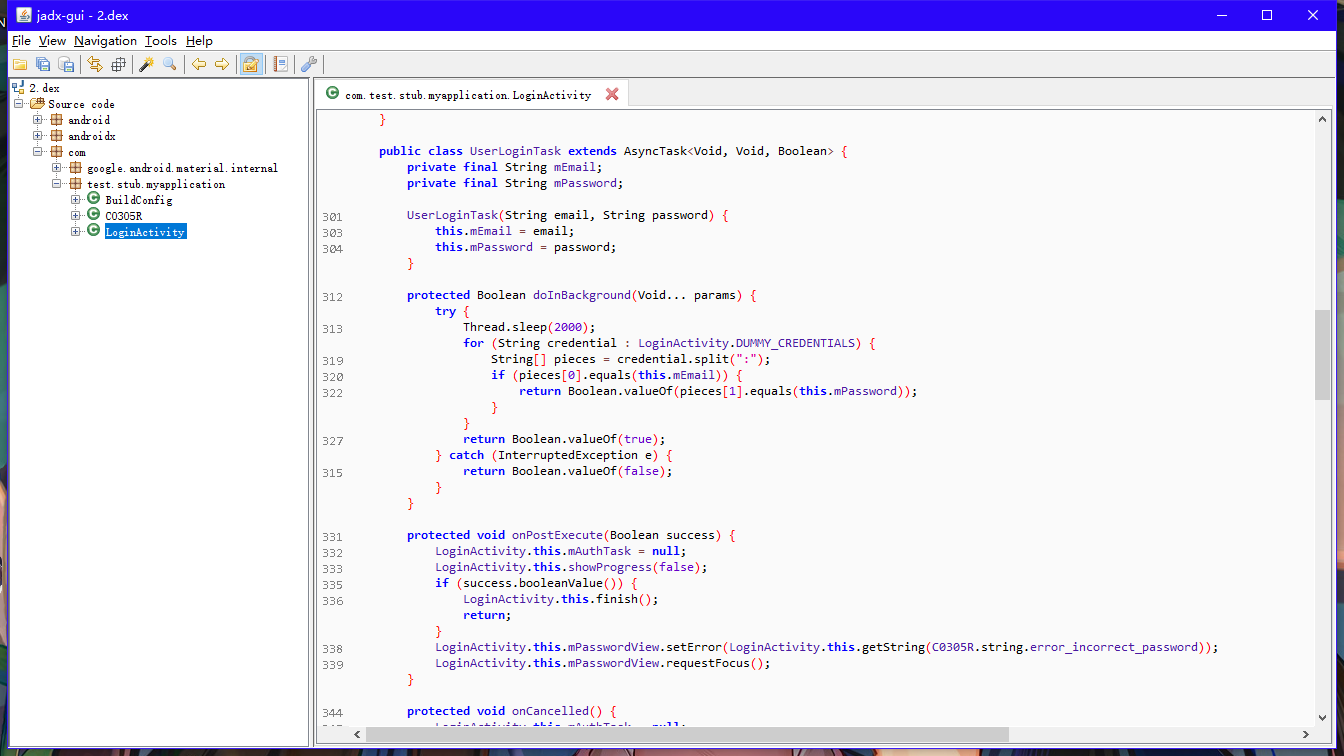 jadx-gui - 2.dex
File View Navigation Tools Help
2.dex
Source code
android
androidx
com
google.android.material.internal
test.stub.myapplication
BuildConfig
C0305R
LoginActivity
com.test.stub.myapplication.LoginActivity
}
public class UserLoginTask extends AsyncTask<Void, Void, Boolean> {
private final String mEmail;
private final String mPassword;
301 UserLoginTask(String email, String password) {
303 this.mEmail = email;
304 this.mPassword = password;
}
312 protected Boolean doInBackground(Void... params) {
try {
313 Thread.sleep(2000);
for (String credential : LoginActivity.DUMMY_CREDENTIALS) {
319 String[] pieces = credential.split(":");
320 if (pieces[0].equals(this.mEmail)) {
322 return Boolean.valueOf(pieces[1].equals(this.mPassword));
}
}
327 return Boolean.valueOf(true);
} catch (InterruptedException e) {
315 return Boolean.valueOf(false);
}
}
331 protected void onPostExecute(Boolean success) {
332 LoginActivity.this.mAuthTask = null;
333 LoginActivity.this.showProgress(false);
335 if (success.booleanValue()) {
336 LoginActivity.this.finish();
return;
}
338 LoginActivity.this.mPasswordView.setError(LoginActivity.this.getString(C0305R.string.error_incorrect_password));
339 LoginActivity.this.mPasswordView.requestFocus();
}
344 protected void onCancelled() {
LoginActivity.this.mAuthTask = null;